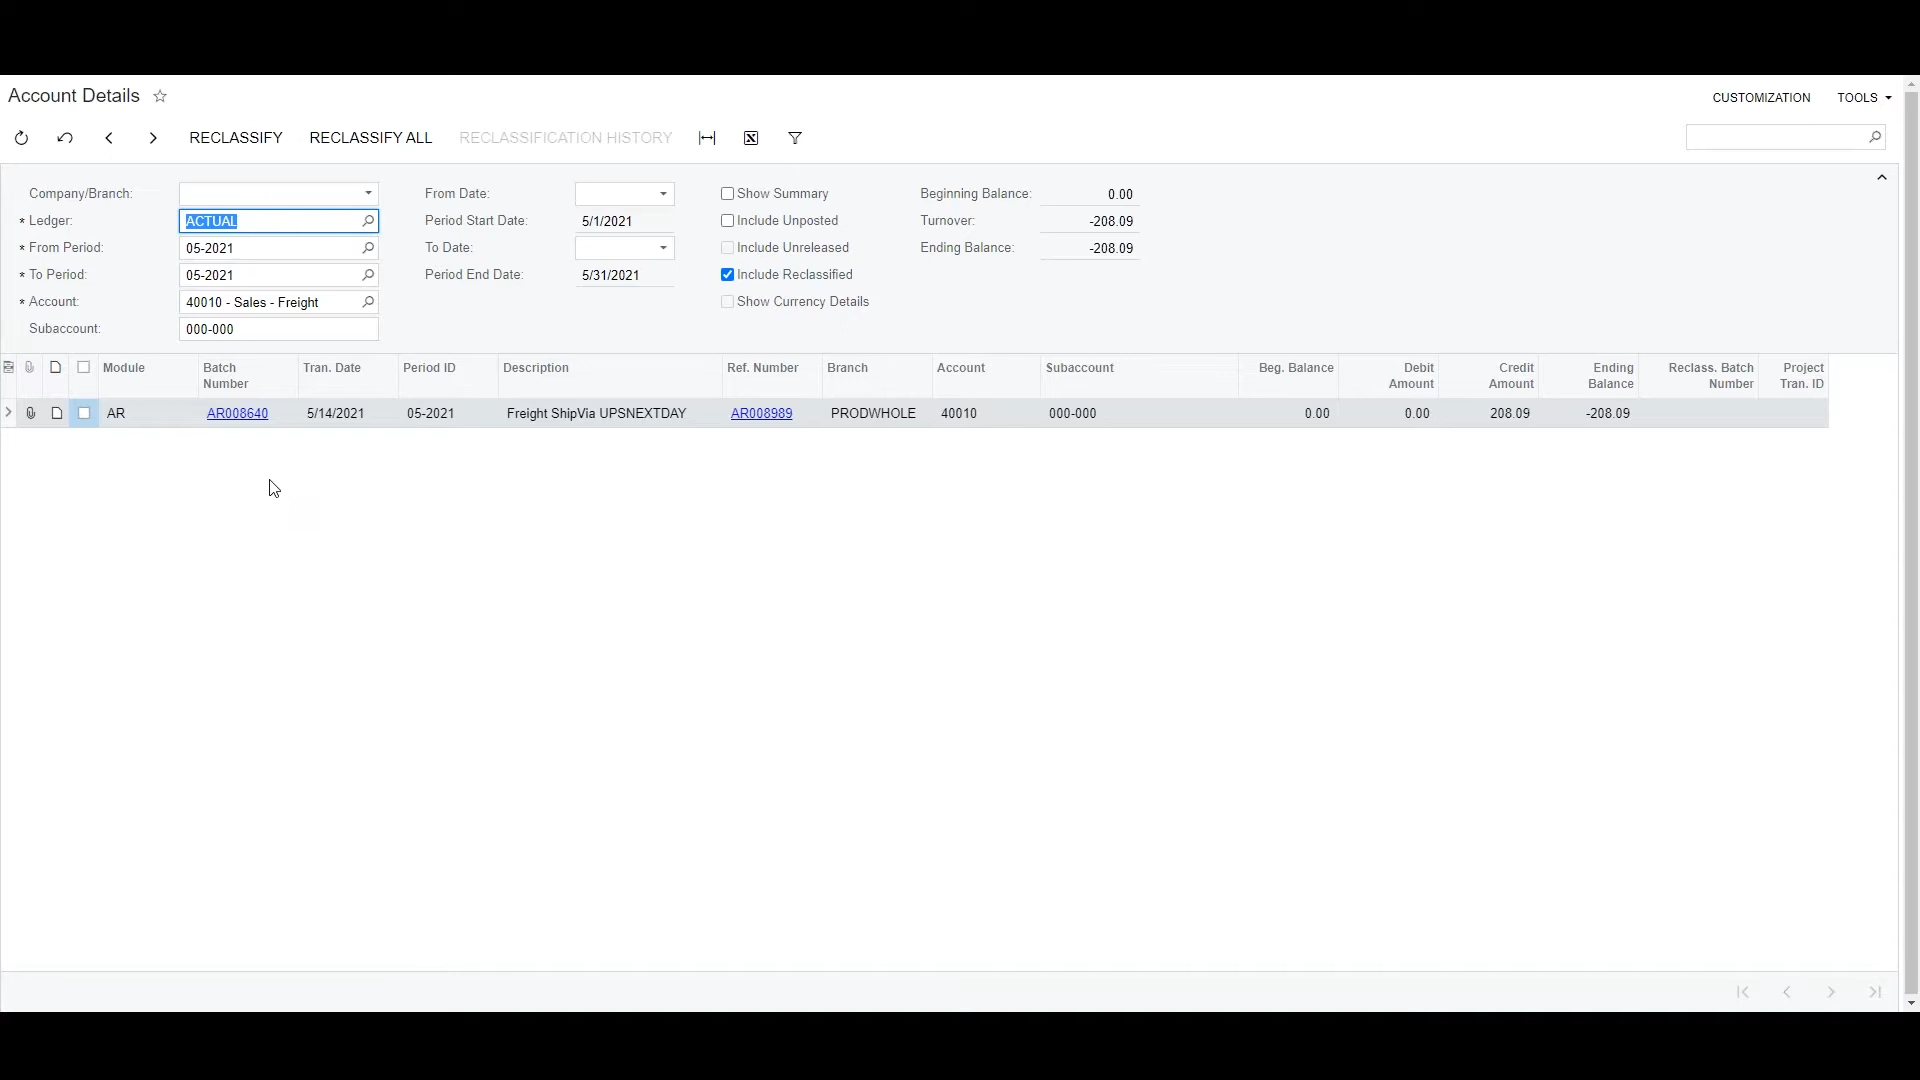 Account Details
CUSTOMIZATION TOOLS
RECLASSIFY RECLASSIFY ALL RECLASSIFICATION HISTORY
Company/Branch: From Date: Show Summary Beginning Balance: 0.00
* Ledger: ACTUAL Period Start Date: 5/1/2021 Include Unposted Turnover: -208.09
* From Period: 05-2021 To Date: Include Unreleased Ending Balance: -208.09
* To Period: 05-2021 Period End Date: 5/31/2021 Include Reclassified
* Account: 40010 - Sales - Freight Show Currency Details
Subaccount: 000-000
Module Batch Number Tran. Date Period ID Description Ref. Number Branch Account Subaccount Beg. Balance Debit Amount Credit Amount Ending Balance Reclass. Batch Number Project Tran. ID
AR AR008640 5/14/2021 05-2021 Freight ShipVia UPSNEXTDAY AR008989 PRODWHOLE 40010 000-000 0.00 0.00 208.09 -208.09